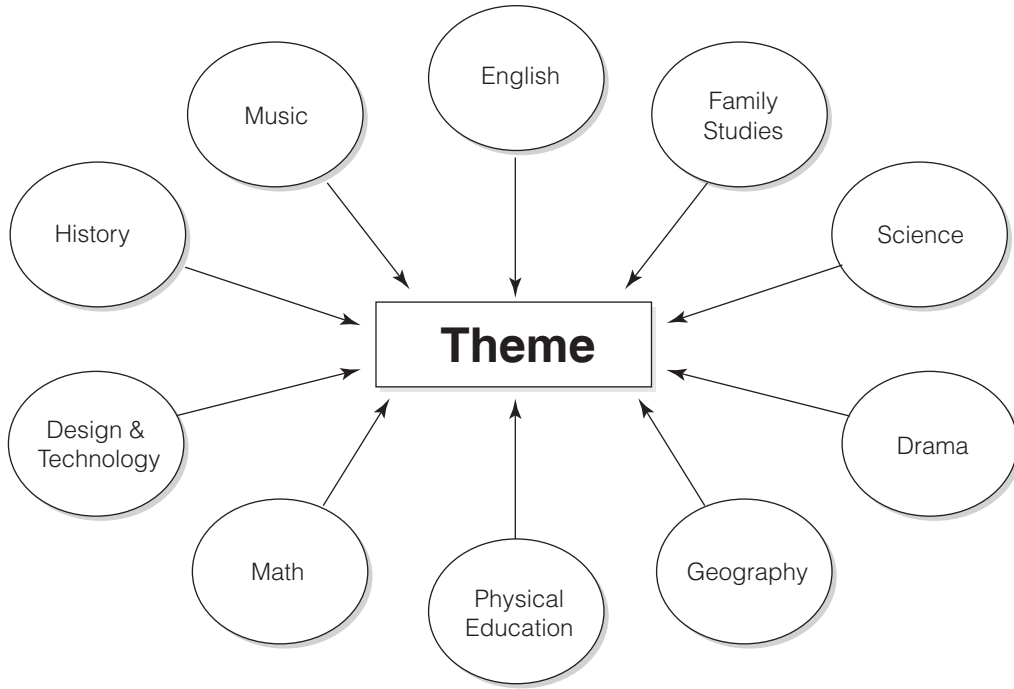 English
Music
Family
Studies
History
Science
Theme
Design &
Technology
Drama
Math
Geography
Physical
Education